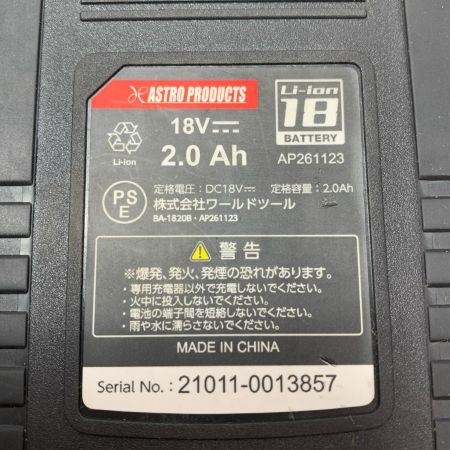 ASTRO PRODUCTS
Li-ion
18
BATTERY
18V
Li-ion
2.0 Ah
AP261123
PS
E
定格電圧:DC18V 定格容量:2.0Ah
株式会社ワールドツール
BA-1820B・AP261123
警告
※爆発、発火、発煙の恐れがあります。
・専用充電器以外で充電しないでください。
・火中に投入しないでください。
・電池の端子間を短絡しないでください。
・雨や水に濡らさないでください。
MADE IN CHINA
Serial No.: 21011-0013857